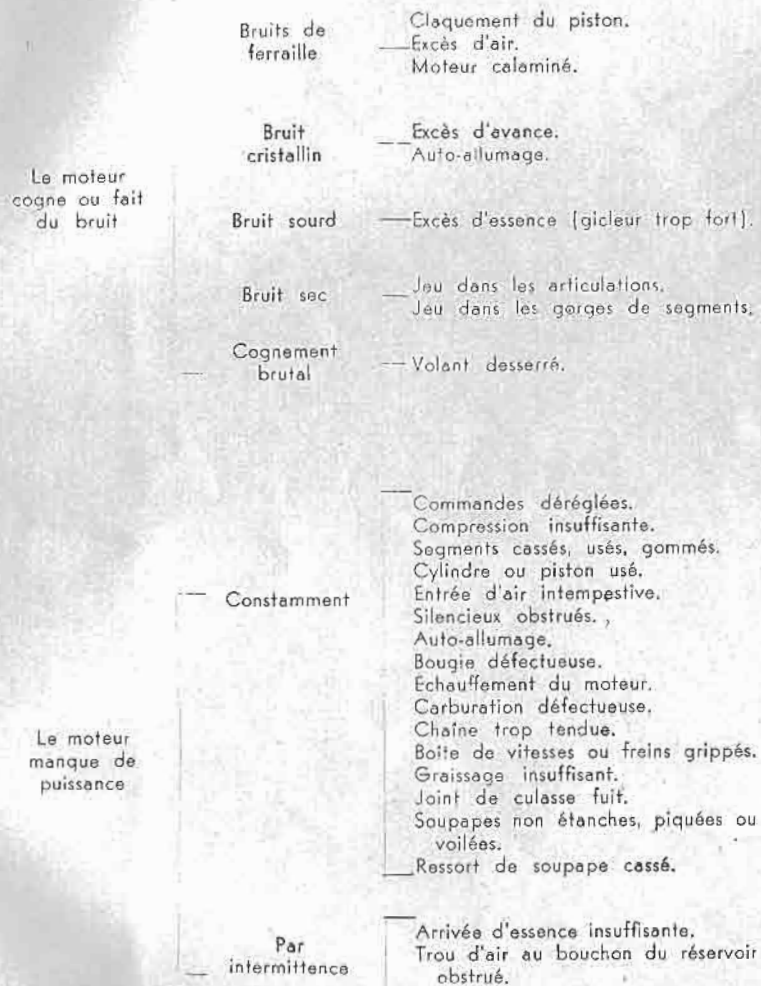 Le moteur
cogne ou fait
du bruit
Bruits de
ferraille
Claquement du piston.
Excès d'air.
Moteur calaminé.
Bruit
cristallin
Excès d'avance.
Auto-allumage.
Bruit sourd
Excès d'essence (gicleur trop fort).
Bruit sec
Jeu dans les articulations.
Jeu dans les gorges de segments.
Cognement
brutal
Volant desserré.
Le moteur
manque de
puissance
Constamment
Commandes déréglées.
Compression insuffisante.
Segments cassés, usés, gommés.
Cylindre ou piston usé.
Entrée d'air intempestive.
Silencieux obstrués.
Auto-allumage.
Bougie défectueuse.
Echauffement du moteur.
Carburation défectueuse.
Chaîne trop tendue.
Boîte de vitesses ou freins grippés.
Graissage insuffisant.
Joint de culasse fuit.
Soupapes non étanches, piquées ou
voilées.
Ressort de soupape cassé.
Par
intermittence
Arrivée d'essence insuffisante.
Trou d'air au bouchon du réservoir
obstrué.